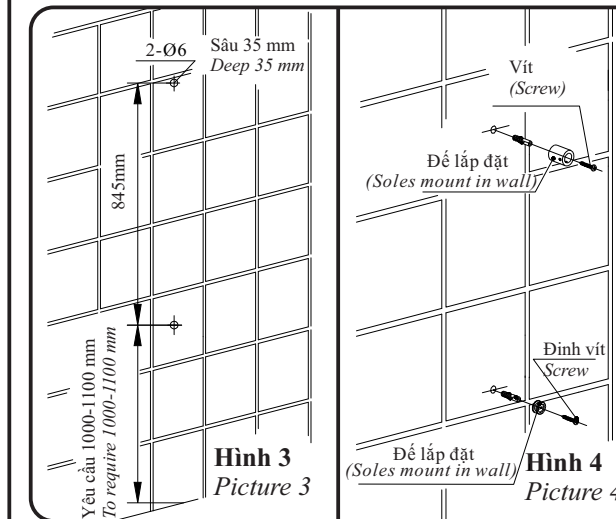 2-Ø6
Sâu 35 mm
Deep 35 mm
845mm
Yêu cầu 1000-1100 mm
To require 1000-1100 mm
Hình 3
Picture 3
Vít
(Screw)
Đế lắp đặt
(Soles mount in wall)
Đinh vít
Screw
Đế lắp đặt
(Soles mount in wall)
Hình 4
Picture 4